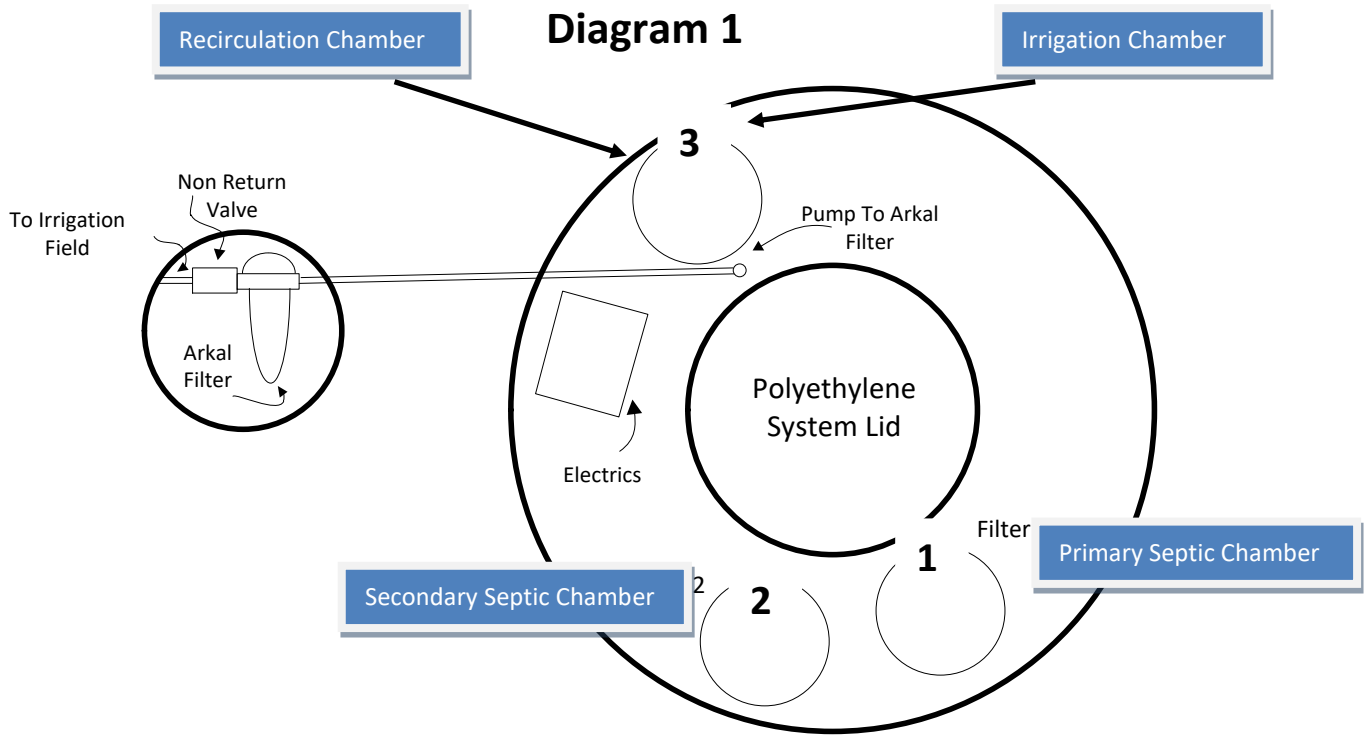 Diagram 1
Recirculation Chamber
Irrigation Chamber
3
Non Return
Valve
To Irrigation
Field
Pump To Arkal
Filter
Arkal
Filter
Electrics
Polyethylene
System Lid
Filter
1
Primary Septic Chamber
Secondary Septic Chamber
2
2